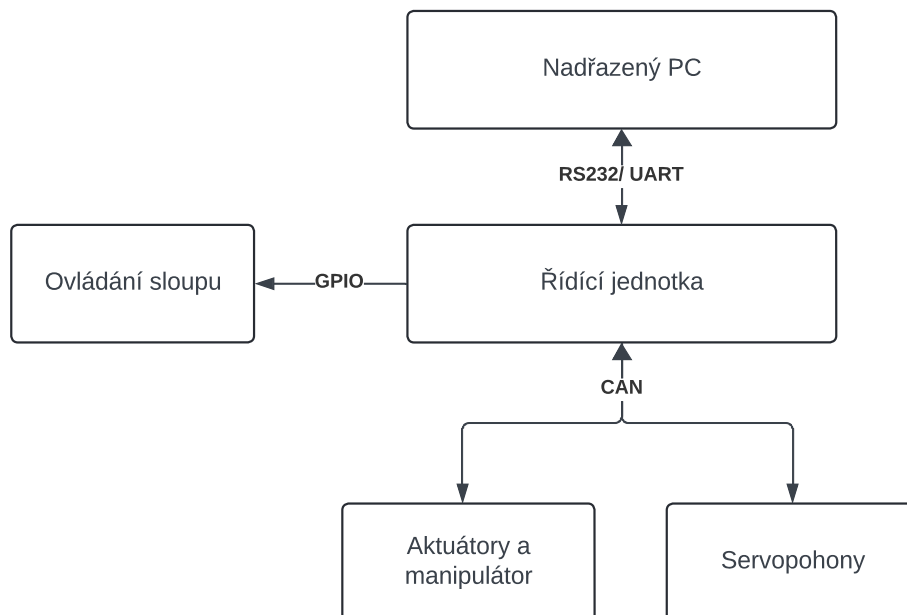 Nadřazený PC
RS232/ UART
Ovládání sloupu
GPIO
Řídící jednotka
CAN
Aktuátory a
manipulátor
Servopohony